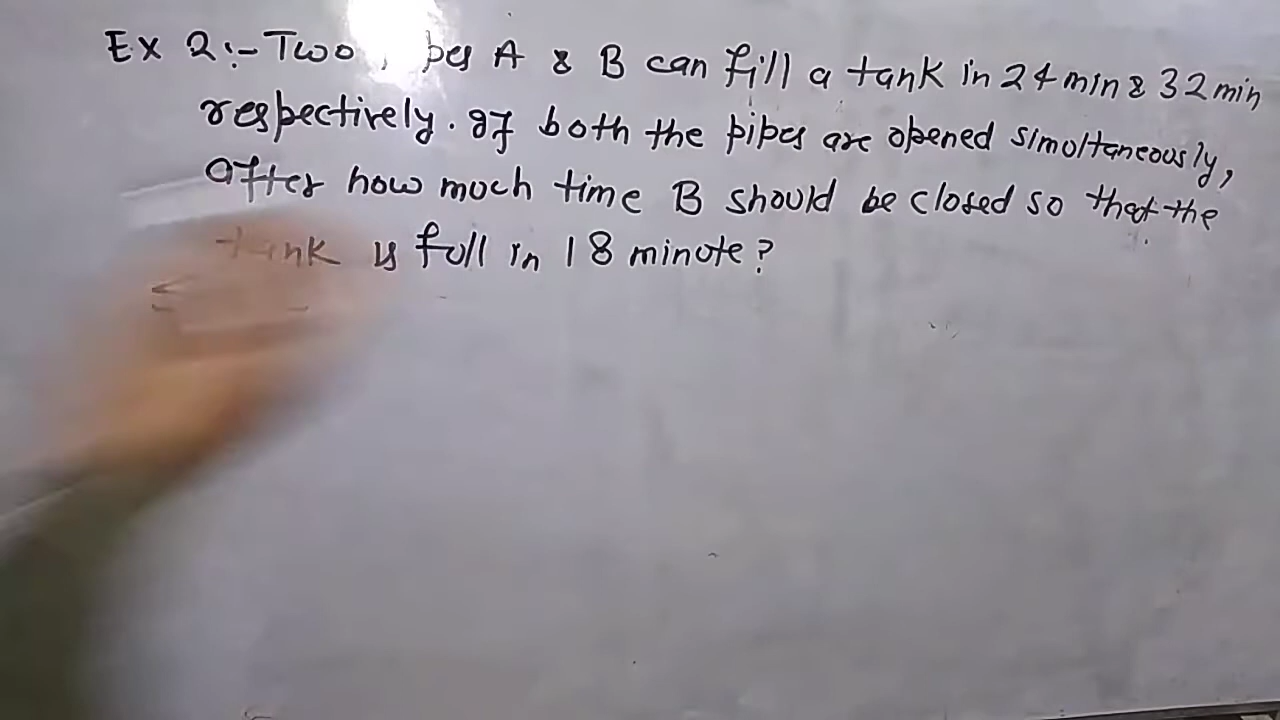 Ex 2:- Two pes A & B can fill a tank in 24 min & 32 min
respectively. If both the pipes are opened simultaneously,
after how much time B should be closed so that the
tank is full in 18 minute?